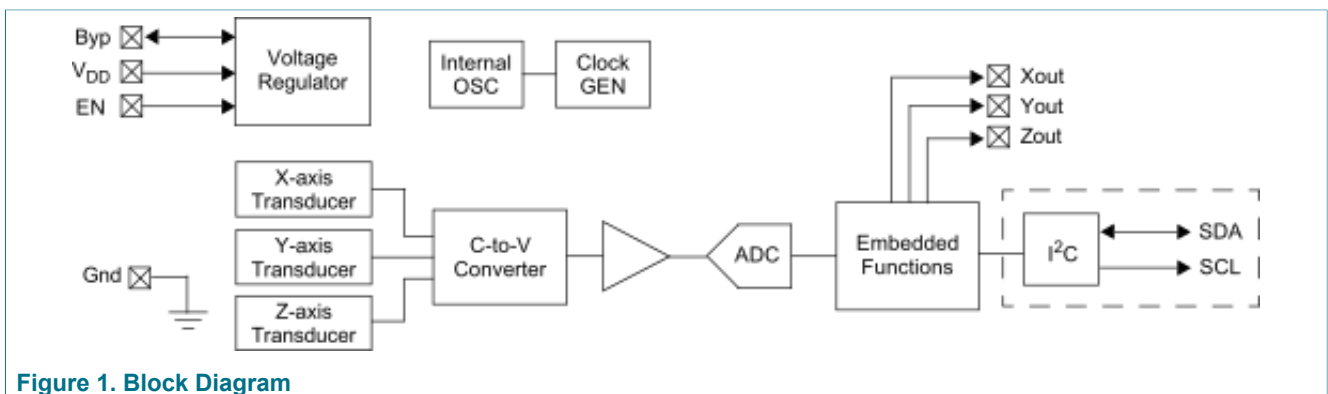 Byp
V_DD
EN
Voltage
Regulator
Internal
OSC
Clock
GEN
Xout
Yout
Zout
X-axis
Transducer
Y-axis
Transducer
Z-axis
Transducer
Gnd
C-to-V
Converter
ADC
Embedded
Functions
I²C
SDA
SCL
Figure 1. Block Diagram